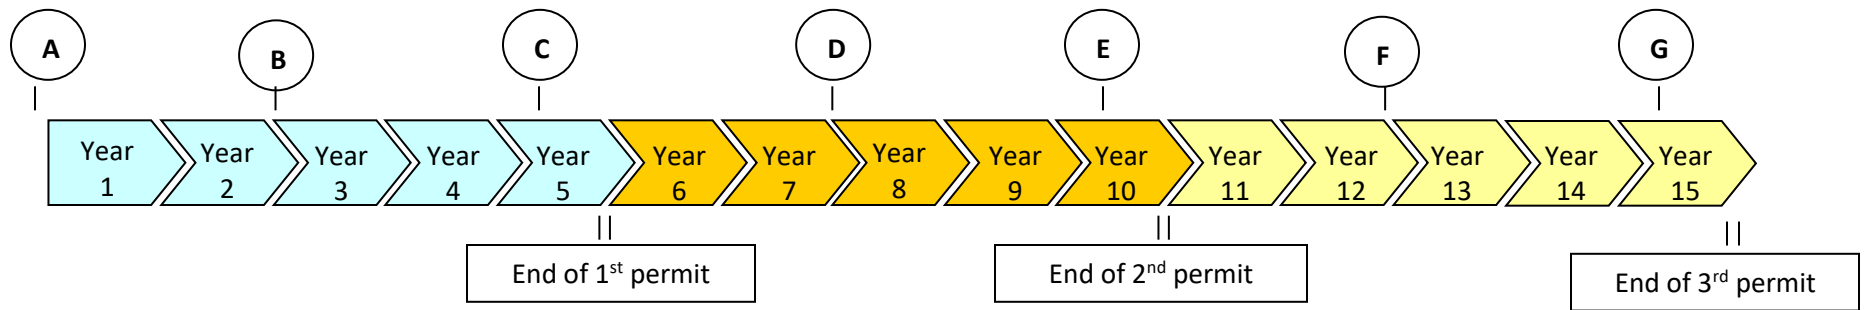 A
B
C
D
E
F
G
Year
1
Year
2
Year
3
Year
4
Year
5
Year
6
Year
7
Year
8
Year
9
Year
10
Year
11
Year
12
Year
13
Year
14
Year
15
End of 1st permit
End of 2nd permit
End of 3rd permit